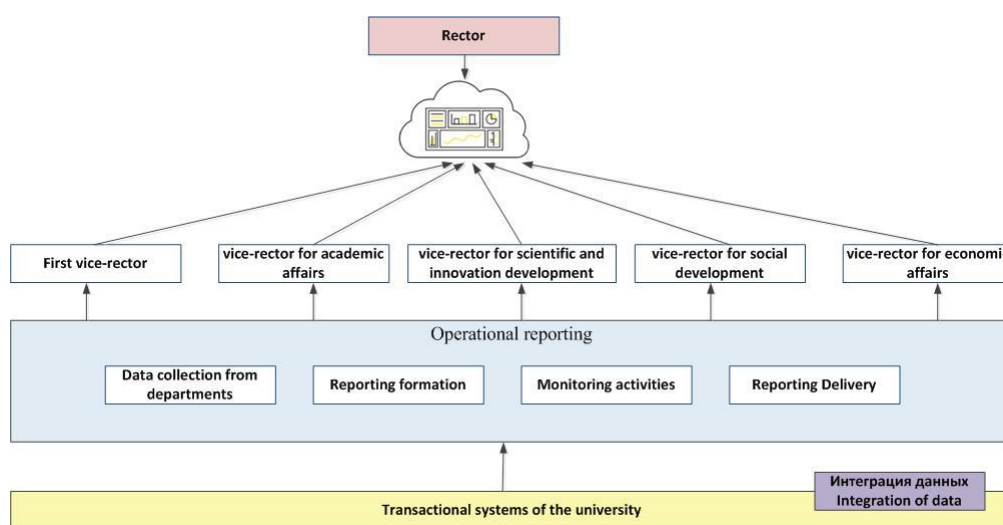 Rector
First vice-rector
vice-rector for academic
affairs
vice-rector for scientific and
innovation development
vice-rector for social
development
vice-rector for economic
affairs
Operational reporting
Data collection from
departments
Reporting formation
Monitoring activities
Reporting Delivery
Интеграция данных
Integration of data
Transactional systems of the university